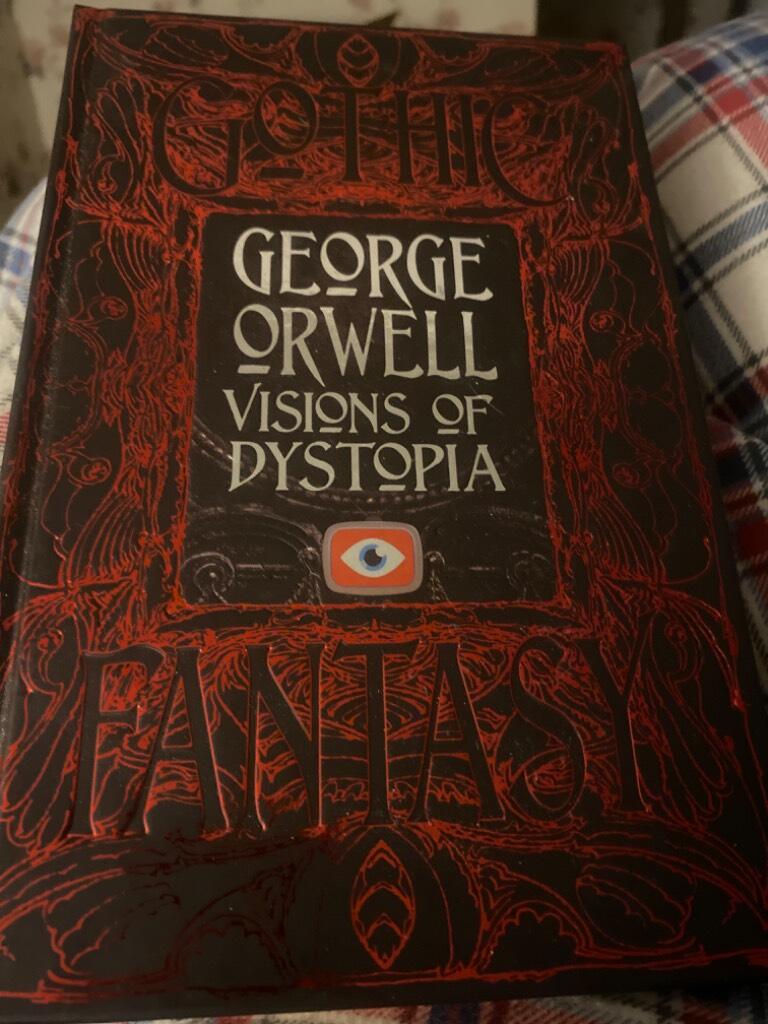 GOTHIC
GEORGE
ORWELL
VISIONS OF
DYSTOPIA
FANTASY